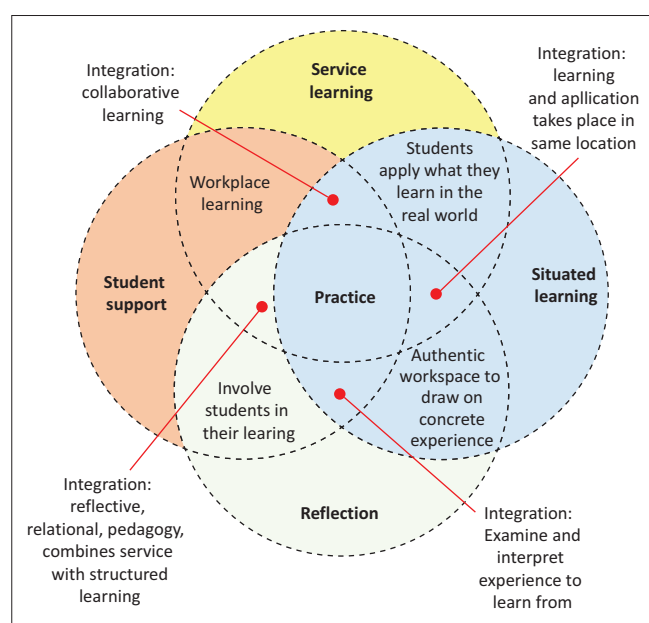 Integration:
collaborative
learning
Service
learning
Integration:
learning
and apllication
takes place in
same location
Workplace
learning
Students
apply what they
learn in the
real world
Student
support
Practice
Situated
learning
Involve
students in
their learing
Authentic
workspace to
draw on
concrete
experience
Integration:
reflective,
relational, pedagogy,
combines service
with structured
learning
Reflection
Integration:
Examine and
interpret
experience to
learn from